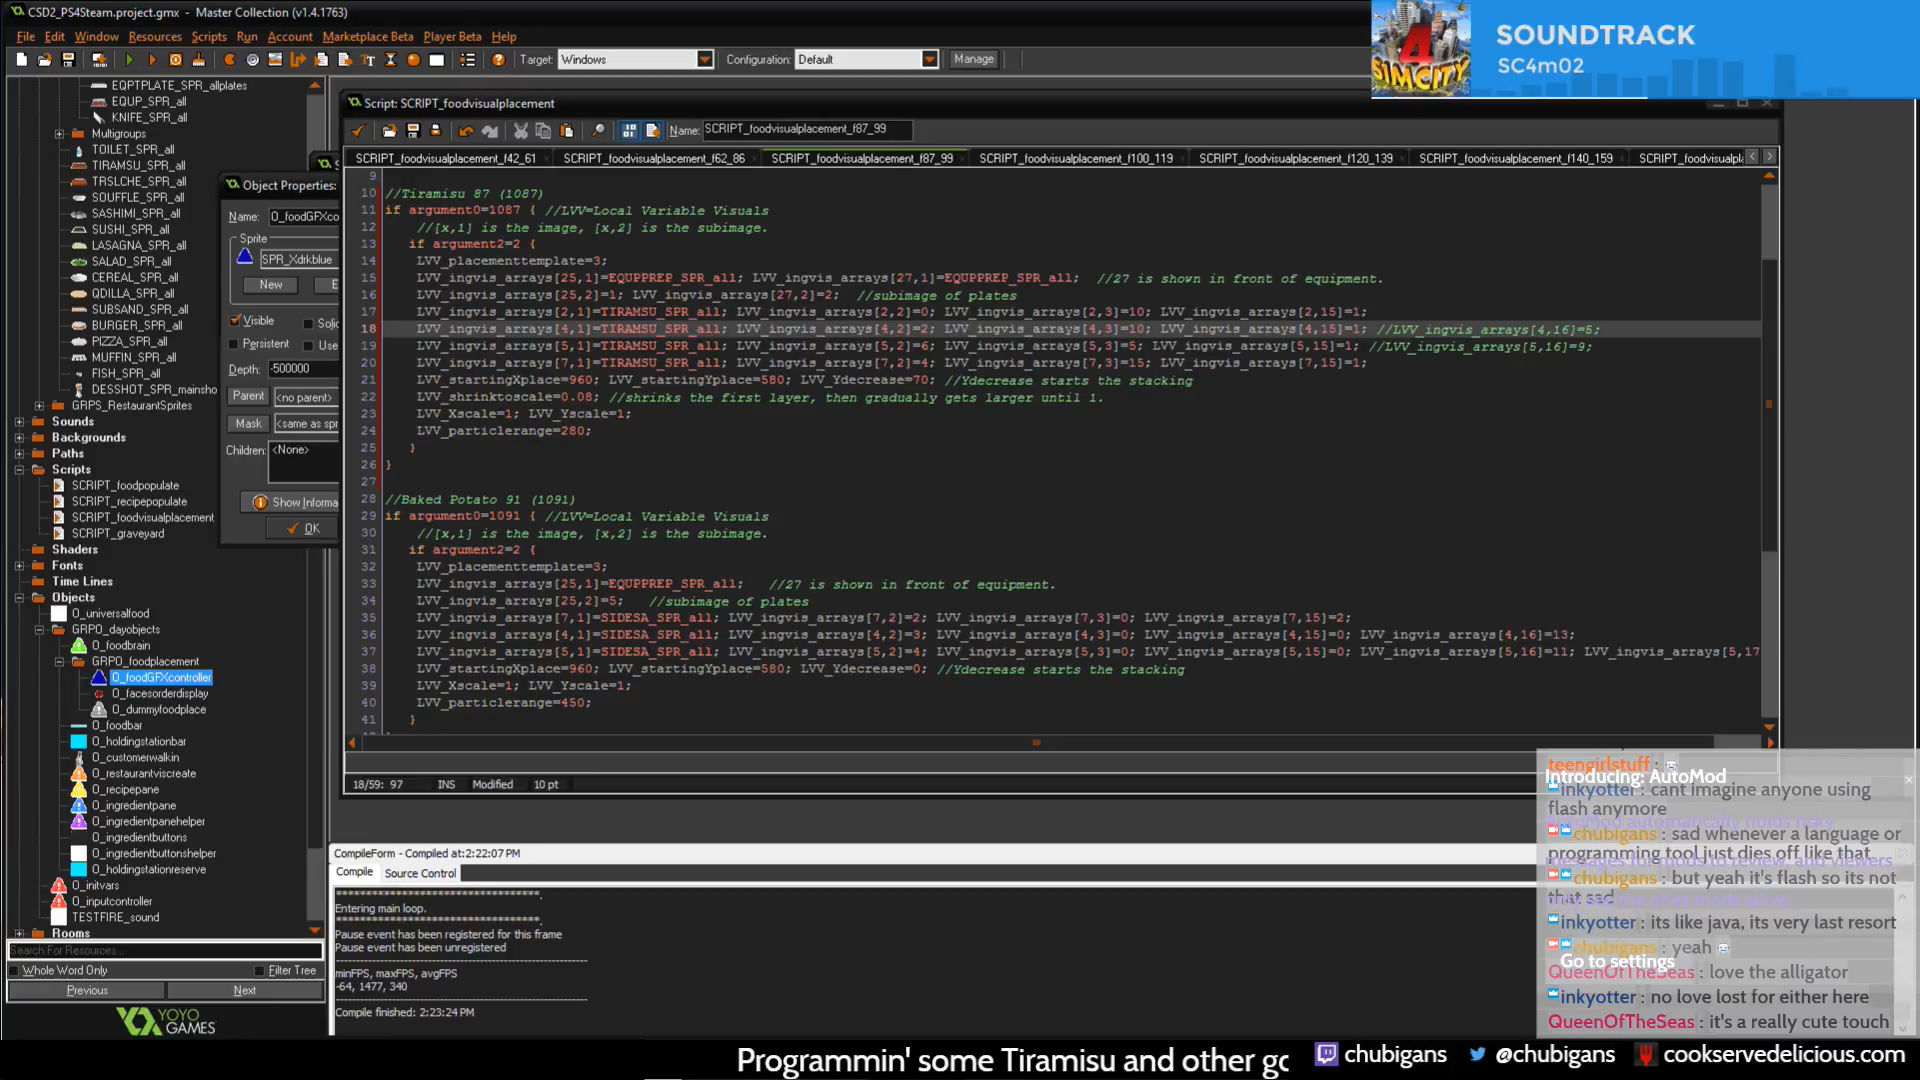 CSD2_PS4Steam.project.gmx - Master Collection (v1.4.1763)
File Edit Window Resources Scripts Run Account Marketplace Beta Player Beta Help
Target: Windows Configuration: Default Manage
SOUNDTRACK
SC4m02
4
SIMCITY
EQPTPLATE_SPR_allplates
EQUP_SPR_all
KNIFE_SPR_all
Multigroups
TOILET_SPR_all
TIRAMSU_SPR_all
TRSLCHE_SPR_all
SOUFFLE_SPR_all
SASHIMI_SPR_all
SUSHI_SPR_all
LASAGNA_SPR_all
SALAD_SPR_all
CEREAL_SPR_all
QDILLA_SPR_all
SUBSAND_SPR_all
BURGER_SPR_all
PIZZA_SPR_all
MUFFIN_SPR_all
FISH_SPR_all
DESSHOT_SPR_mainsho
GRPS_RestaurantSprites
Sounds
Backgrounds
Paths
Scripts
SCRIPT_foodpopulate
SCRIPT_recipepopulate
SCRIPT_foodvisualplacement
SCRIPT_graveyard
Shaders
Fonts
Time Lines
Objects
O_universalfood
GRPO_dayobjects
O_foodbrain
GRPO_foodplacement
O_foodGFXcontroller
O_facesorderdisplay
O_dummyfoodplace
O_foodbar
O_holdingstationbar
O_customerwalkin
O_restaurantviscreate
O_recipepane
O_ingredientpane
O_ingredientpanehelper
O_ingredientbuttons
O_ingredientbuttonshelper
O_holdingstationreserve
O_initvars
O_inputcontroller
TESTFIRE_sound
Rooms
Search For Resources...
Whole Word Only Filter Tree
Previous Next
YOYO
GAMES
Object Properties:
Name: O_foodGFXco
Sprite
SPR_Xdrkblue
New E
Visible Solid
Persistent Use
Depth: -500000
Parent <no parent>
Mask <same as spr
Children: <None>
Show Informa
OK
Script: SCRIPT_foodvisualplacement
Name: SCRIPT_foodvisualplacement_f87_99
SCRIPT_foodvisualplacement_f42_61 SCRIPT_foodvisualplacement_f62_86 SCRIPT_foodvisualplacement_f87_99 SCRIPT_foodvisualplacement_f100_119 SCRIPT_foodvisualplacement_f120_139 SCRIPT_foodvisualplacement_f140_159 SCRIPT_foodvisualpl
9
10 //Tiramisu 87 (1087)
11 if argument0=1087 { //LVV=Local Variable Visuals
12 //[x,1] is the image, [x,2] is the subimage.
13 if argument2=2 {
14 LVV_placementtemplate=3;
15 LVV_ingvis_arrays[25,1]=EQUPPREP_SPR_all; LVV_ingvis_arrays[27,1]=EQUPPREP_SPR_all; //27 is shown in front of equipment.
16 LVV_ingvis_arrays[25,2]=1; LVV_ingvis_arrays[27,2]=2; //subimage of plates
17 LVV_ingvis_arrays[2,1]=TIRAMSU_SPR_all; LVV_ingvis_arrays[2,2]=0; LVV_ingvis_arrays[2,3]=10; LVV_ingvis_arrays[2,15]=1;
18 LVV_ingvis_arrays[4,1]=TIRAMSU_SPR_all; LVV_ingvis_arrays[4,2]=2; LVV_ingvis_arrays[4,3]=10; LVV_ingvis_arrays[4,15]=1; //LVV_ingvis_arrays[4,16]=5;
19 LVV_ingvis_arrays[5,1]=TIRAMSU_SPR_all; LVV_ingvis_arrays[5,2]=6; LVV_ingvis_arrays[5,3]=5; LVV_ingvis_arrays[5,15]=1; //LVV_ingvis_arrays[5,16]=9;
20 LVV_ingvis_arrays[7,1]=TIRAMSU_SPR_all; LVV_ingvis_arrays[7,2]=4; LVV_ingvis_arrays[7,3]=15; LVV_ingvis_arrays[7,15]=1;
21 LVV_startingXplace=960; LVV_startingYplace=580; LVV_Ydecrease=70; //Ydecrease starts the stacking
22 LVV_shrinktoscale=0.08; //shrinks the first layer, then gradually gets larger until 1.
23 LVV_Xscale=1; LVV_Yscale=1;
24 LVV_particlerange=280;
25 }
26 }
27
28 //Baked Potato 91 (1091)
29 if argument0=1091 { //LVV=Local Variable Visuals
30 //[x,1] is the image, [x,2] is the subimage.
31 if argument2=2 {
32 LVV_placementtemplate=3;
33 LVV_ingvis_arrays[25,1]=EQUPPREP_SPR_all; //27 is shown in front of equipment.
34 LVV_ingvis_arrays[25,2]=5; //subimage of plates
35 LVV_ingvis_arrays[7,1]=SIDESA_SPR_all; LVV_ingvis_arrays[7,2]=2; LVV_ingvis_arrays[7,3]=0; LVV_ingvis_arrays[7,15]=2;
36 LVV_ingvis_arrays[4,1]=SIDESA_SPR_all; LVV_ingvis_arrays[4,2]=3; LVV_ingvis_arrays[4,3]=0; LVV_ingvis_arrays[4,15]=0; LVV_ingvis_arrays[4,16]=13;
37 LVV_ingvis_arrays[5,1]=SIDESA_SPR_all; LVV_ingvis_arrays[5,2]=4; LVV_ingvis_arrays[5,3]=0; LVV_ingvis_arrays[5,15]=0; LVV_ingvis_arrays[5,16]=11; LVV_ingvis_arrays[5,17
38 LVV_startingXplace=960; LVV_startingYplace=580; LVV_Ydecrease=0; //Ydecrease starts the stacking
39 LVV_Xscale=1; LVV_Yscale=1;
40 LVV_particlerange=450;
41 }
18/59: 97 INS Modified 10 pt
CompileForm - Compiled at:2:22:07 PM
Compile Source Control
***********************************.
Entering main loop.
***********************************.
Pause event has been registered for this frame
Pause event has been unregistered
minFPS, maxFPS, avgFPS
-64, 1477, 340
Compile finished: 2:23:24 PM
teengirlstuff :
Introducing: AutoMod
inkyotter : cant imagine anyone using
flash anymore
AutoMod automatically holds risky
chubigans : sad whenever a language or
programming tool just dies off like that
messages for mods to review, and viewers
chubigans : but yeah it's flash so its not
that sad
inkyotter : its like java, its very last resort
chubigans : yeah
Go to settings
QueenOfTheSeas : love the alligator
inkyotter : no love lost for either here
QueenOfTheSeas : it's a really cute touch
Programmin' some Tiramisu and other go
chubigans @chubigans cookservedelicious.com